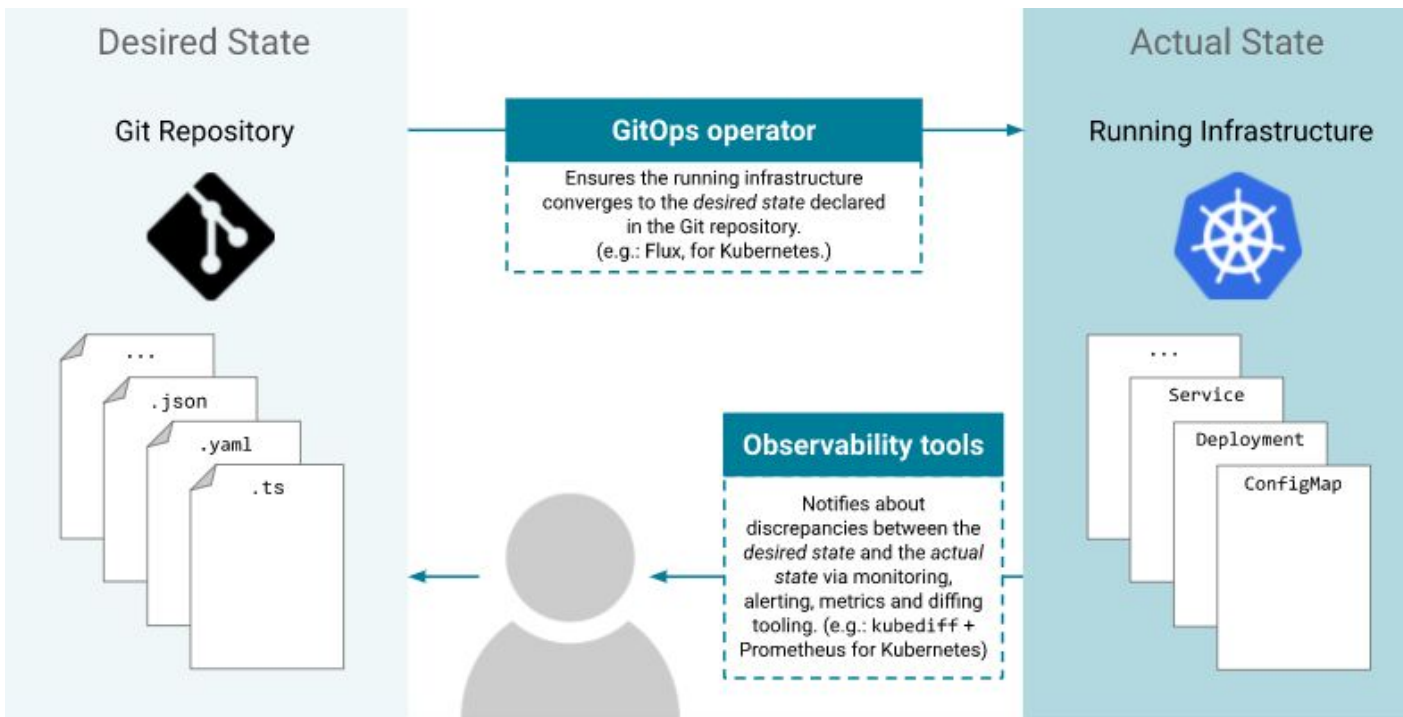 Desired State
Git Repository
...
.json
.yaml
.ts
GitOps operator
Ensures the running infrastructure
converges to the desired state declared
in the Git repository.
(e.g.: Flux, for Kubernetes.)
Observability tools
Notifies about
discrepancies between the
desired state and the actual
state via monitoring,
alerting, metrics and diffing
tooling. (e.g.: kubediff +
Prometheus for Kubernetes)
Actual State
Running Infrastructure
...
Service
Deployment
ConfigMap